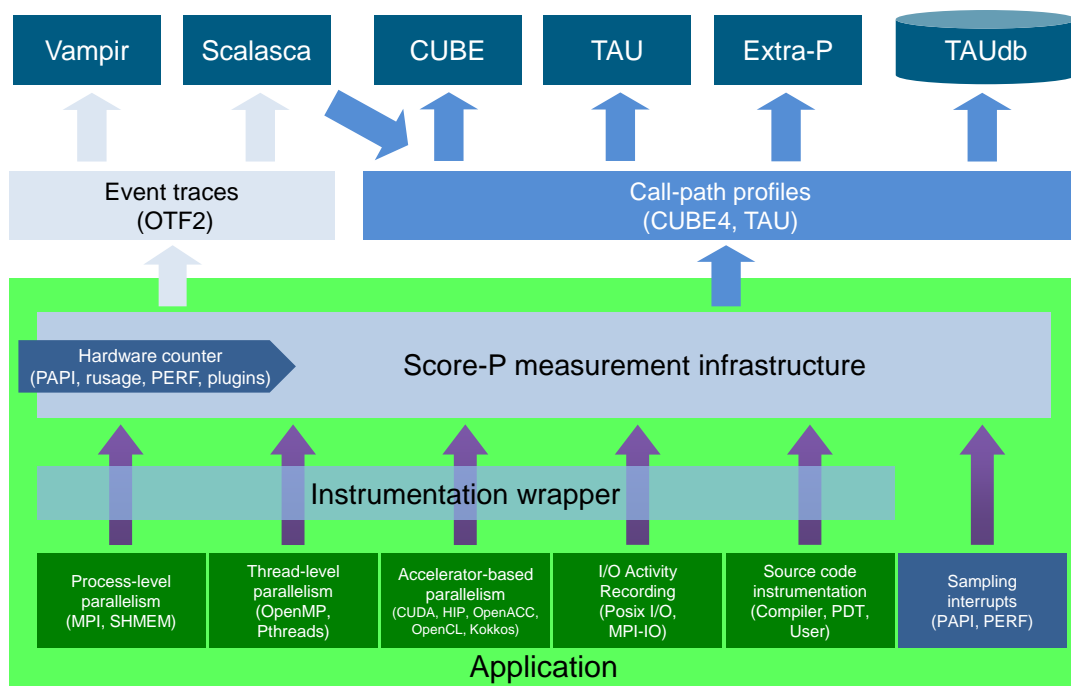 Vampir
Scalasca
CUBE
TAU
Extra-P
TAUdb
Event traces
(OTF2)
Call-path profiles
(CUBE4, TAU)
Hardware counter
(PAPI, rusage, PERF, plugins)
Score-P measurement infrastructure
Instrumentation wrapper
Process-level
parallelism
(MPI, SHMEM)
Thread-level
parallelism
(OpenMP,
Pthreads)
Accelerator-based
parallelism
(CUDA, HIP, OpenACC,
OpenCL, Kokkos)
I/O Activity
Recording
(Posix I/O,
MPI-IO)
Source code
instrumentation
(Compiler, PDT,
User)
Sampling
interrupts
(PAPI, PERF)
Application